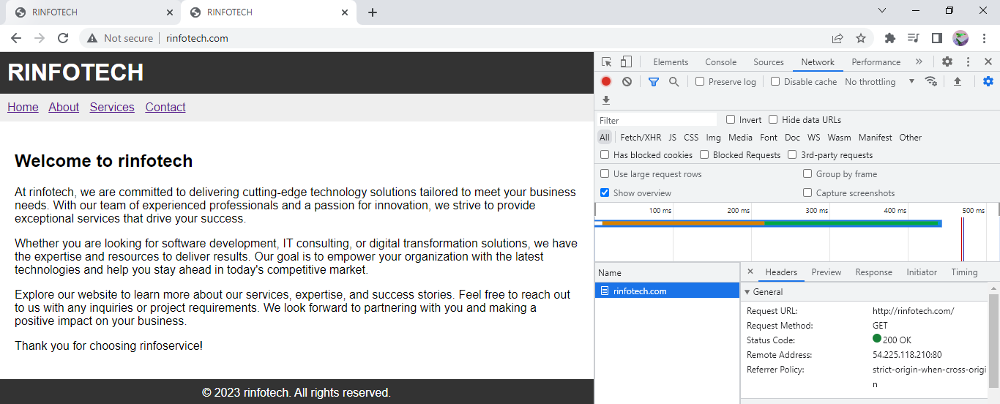 RINFOTECH
RINFOTECH
Not secure rinfotech.com
RINFOTECH
Home About Services Contact
Welcome to rinfotech
At rinfotech, we are committed to delivering cutting-edge technology solutions tailored to meet your business
needs. With our team of experienced professionals and a passion for innovation, we strive to provide
exceptional services that drive your success.
Whether you are looking for software development, IT consulting, or digital transformation solutions, we have
the expertise and resources to deliver results. Our goal is to empower your organization with the latest
technologies and help you stay ahead in today's competitive market.
Explore our website to learn more about our services, expertise, and success stories. Feel free to reach out
to us with any inquiries or project requirements. We look forward to partnering with you and making a
positive impact on your business.
Thank you for choosing rinfoservice!
© 2023 rinfotech. All rights reserved.
Elements Console Sources Network Performance
Preserve log Disable cache No throttling
Filter Invert Hide data URLs
All Fetch/XHR JS CSS Img Media Font Doc WS Wasm Manifest Other
Has blocked cookies Blocked Requests 3rd-party requests
Use large request rows Group by frame
Show overview Capture screenshots
100 ms 200 ms 300 ms 400 ms 500 ms
Name
rinfotech.com
Headers Preview Response Initiator Timing
General
Request URL: http://rinfotech.com/
Request Method: GET
Status Code: 200 OK
Remote Address: 54.225.118.210:80
Referrer Policy: strict-origin-when-cross-origi
n